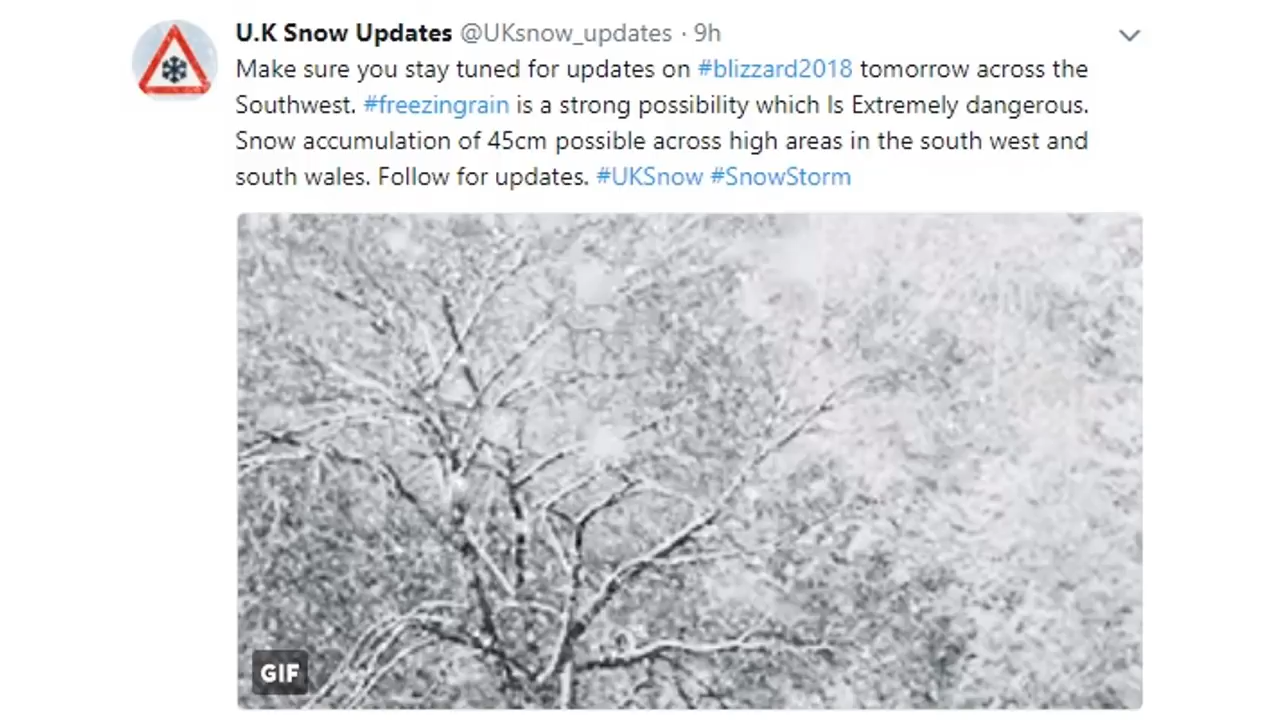 U.K Snow Updates @UKsnow_updates · 9h
Make sure you stay tuned for updates on #blizzard2018 tomorrow across the
Southwest. #freezingrain is a strong possibility which Is Extremely dangerous.
Snow accumulation of 45cm possible across high areas in the south west and
south wales. Follow for updates. #UKSnow #SnowStorm
GIF